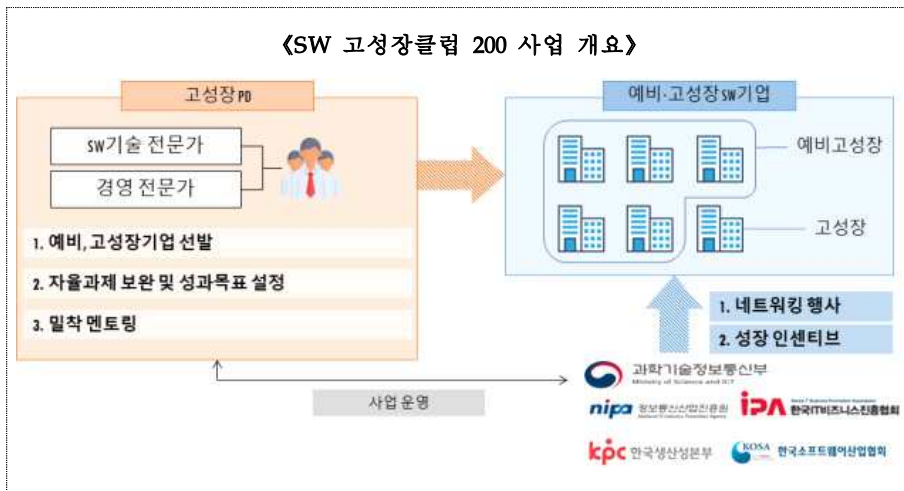 《SW 고성장클럽 200 사업 개요》
고성장 PD
SW기술 전문가
경영 전문가
1. 예비, 고성장기업 선발
2. 자율과제 보완 및 성과목표 설정
3. 밀착 멘토링
예비·고성장 SW기업
예비고성장
고성장
1. 네트워킹 행사
2. 성장 인센티브
사업 운영
과학기술정보통신부
Ministry of Science and ICT
nipa 정보통신산업진흥원
iPA 한국IT비즈니스진흥협회
kpc 한국생산성본부
KOSA 한국소프트웨어산업협회